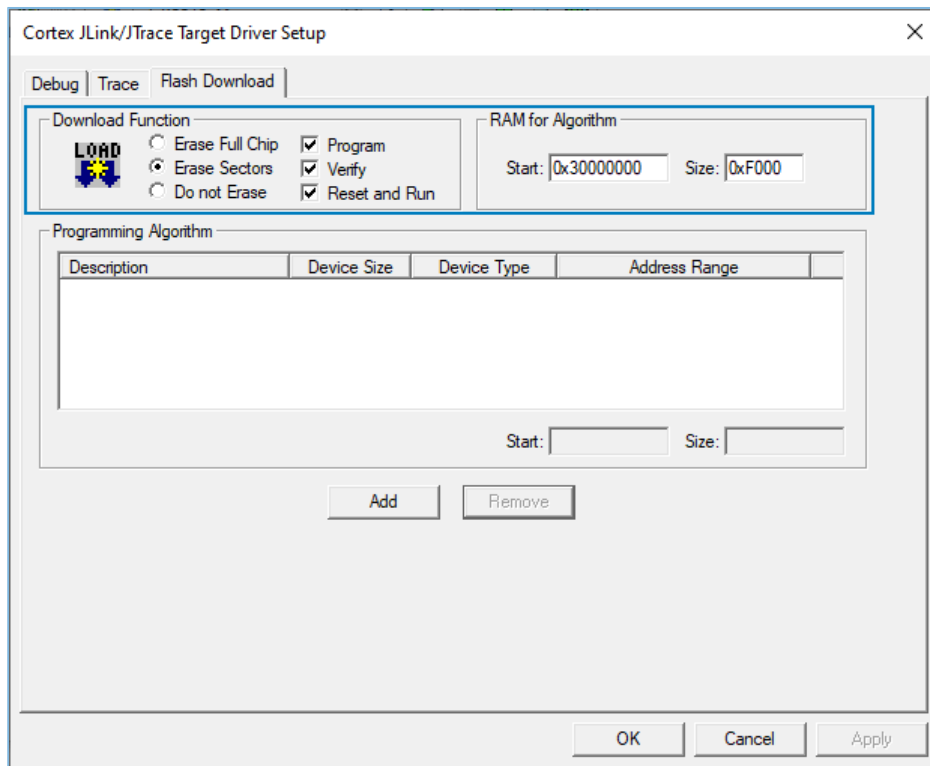 Cortex JLink/JTrace Target Driver Setup
Debug Trace Flash Download
Download Function
LOAD
Erase Full Chip
Erase Sectors
Do not Erase
Program
Verify
Reset and Run
RAM for Algorithm
Start: 0x30000000 Size: 0xF000
Programming Algorithm
Description Device Size Device Type Address Range
Start: Size:
Add Remove
OK Cancel Apply